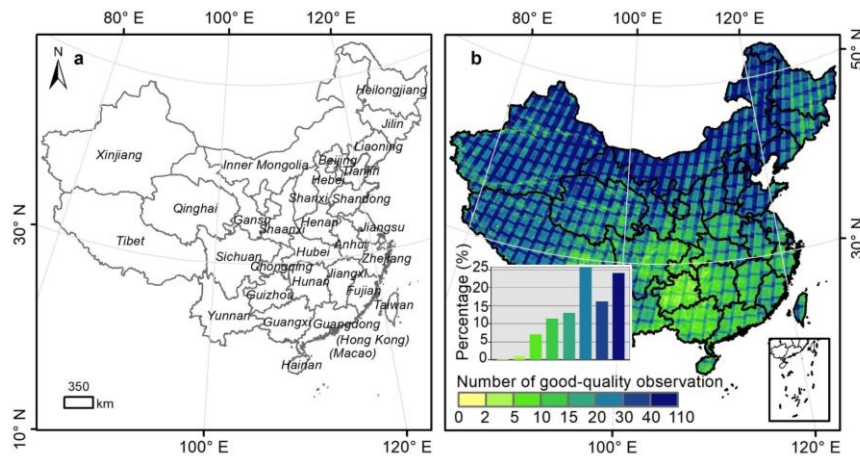 80° E 100° E 120° E
N a
Heilongjiang
Jilin
Liaoning
Xinjiang
Inner Mongolia
Beijing
Tianjin
Hebei
Shanxi Shandong
Qinghai
Gansu
Shaanxi
Henan
Jiangsu
Tibet
Anhui
Sichuan
Hubei
Zhejiang
Chongqing
Jiangxi
Hunan
Guizhou
Fujian
Yunnan
Taiwan
Guangxi
Guangdong
(Hong Kong)
(Macao)
Hainan
350
km
30° N
10° N
100° E 120° E
80° E 100° E 120° E
b
50° N
30° N
Percentage (%)
25
20
15
10
5
0
Number of good-quality observation
0 2 5 10 15 20 30 40 110
100° E 120° E